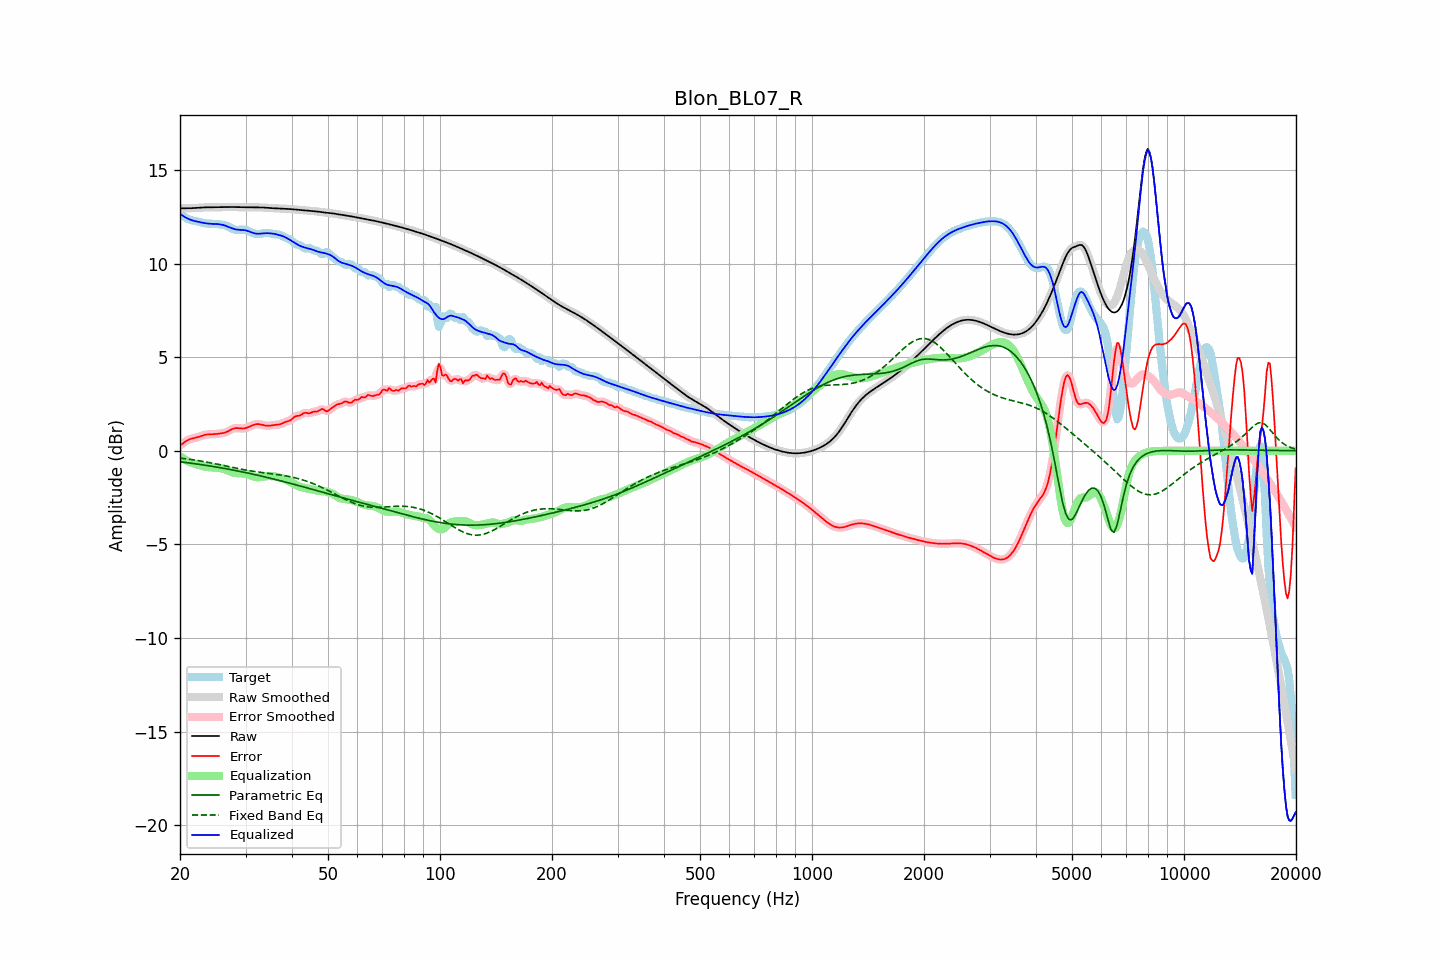 Blon_BL07_R
Amplitude (dBr)
15
10
5
0
−5
−10
−15
−20
Target
Raw Smoothed
Error Smoothed
Raw
Error
Equalization
Parametric Eq
Fixed Band Eq
Equalized
20 50 100 200 500 1000 2000 5000 10000 20000
Frequency (Hz)